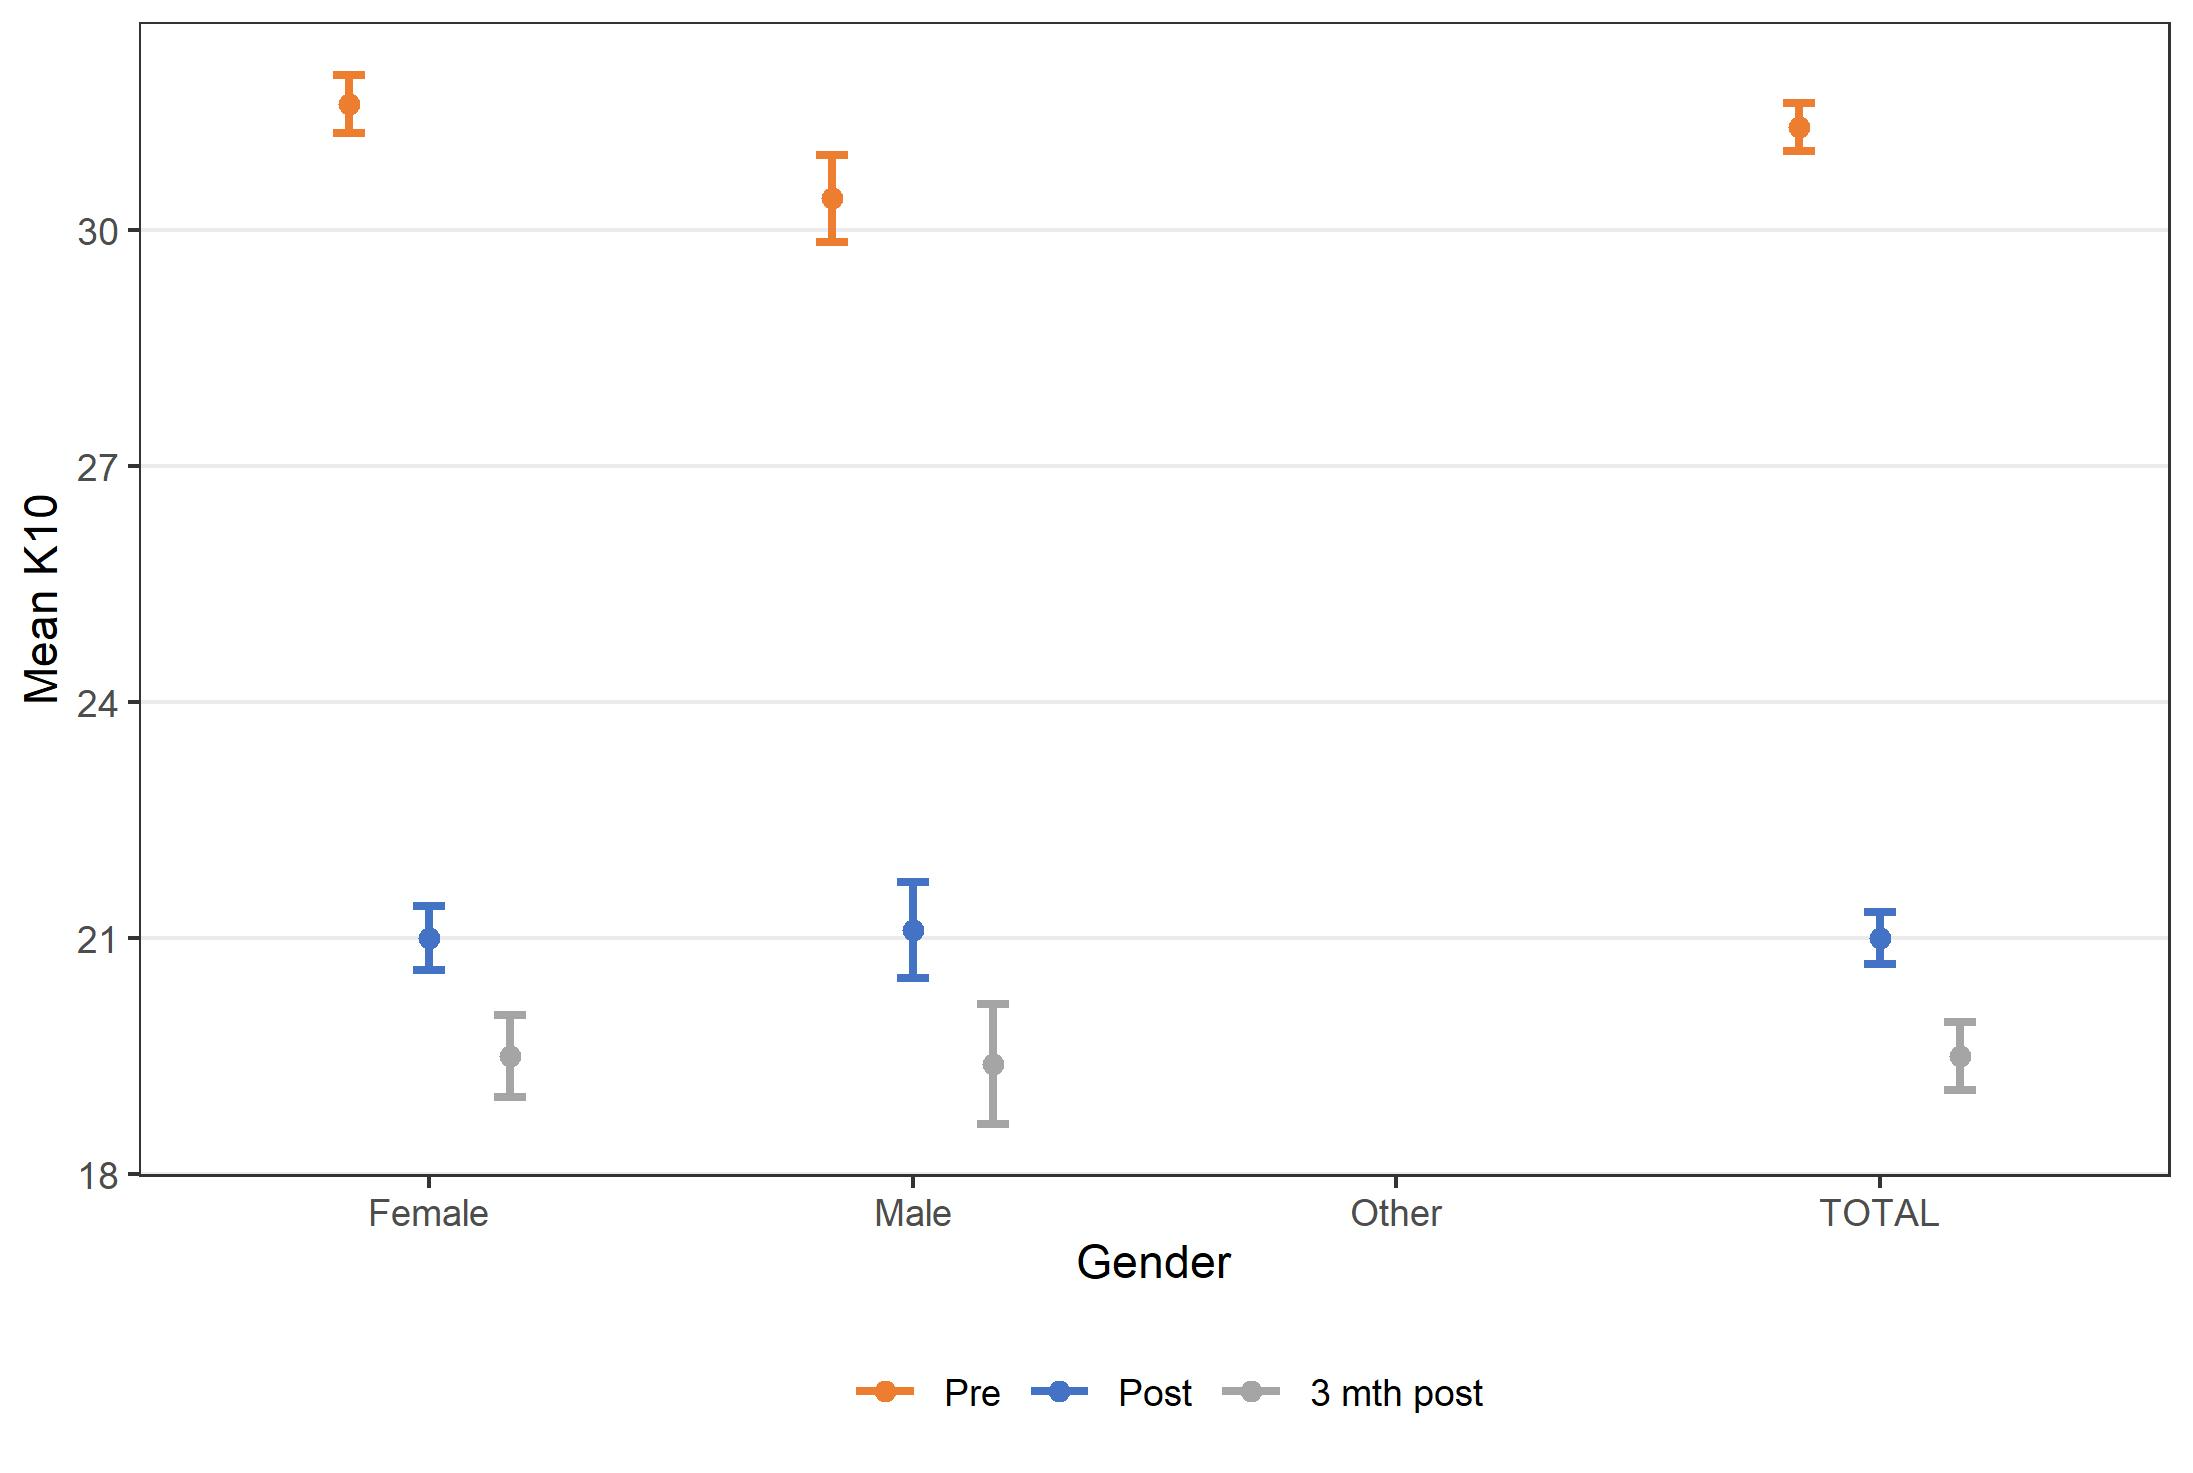 Mean K10
30
27
24
21
18
Female Male Other TOTAL
Gender
Pre Post 3 mth post